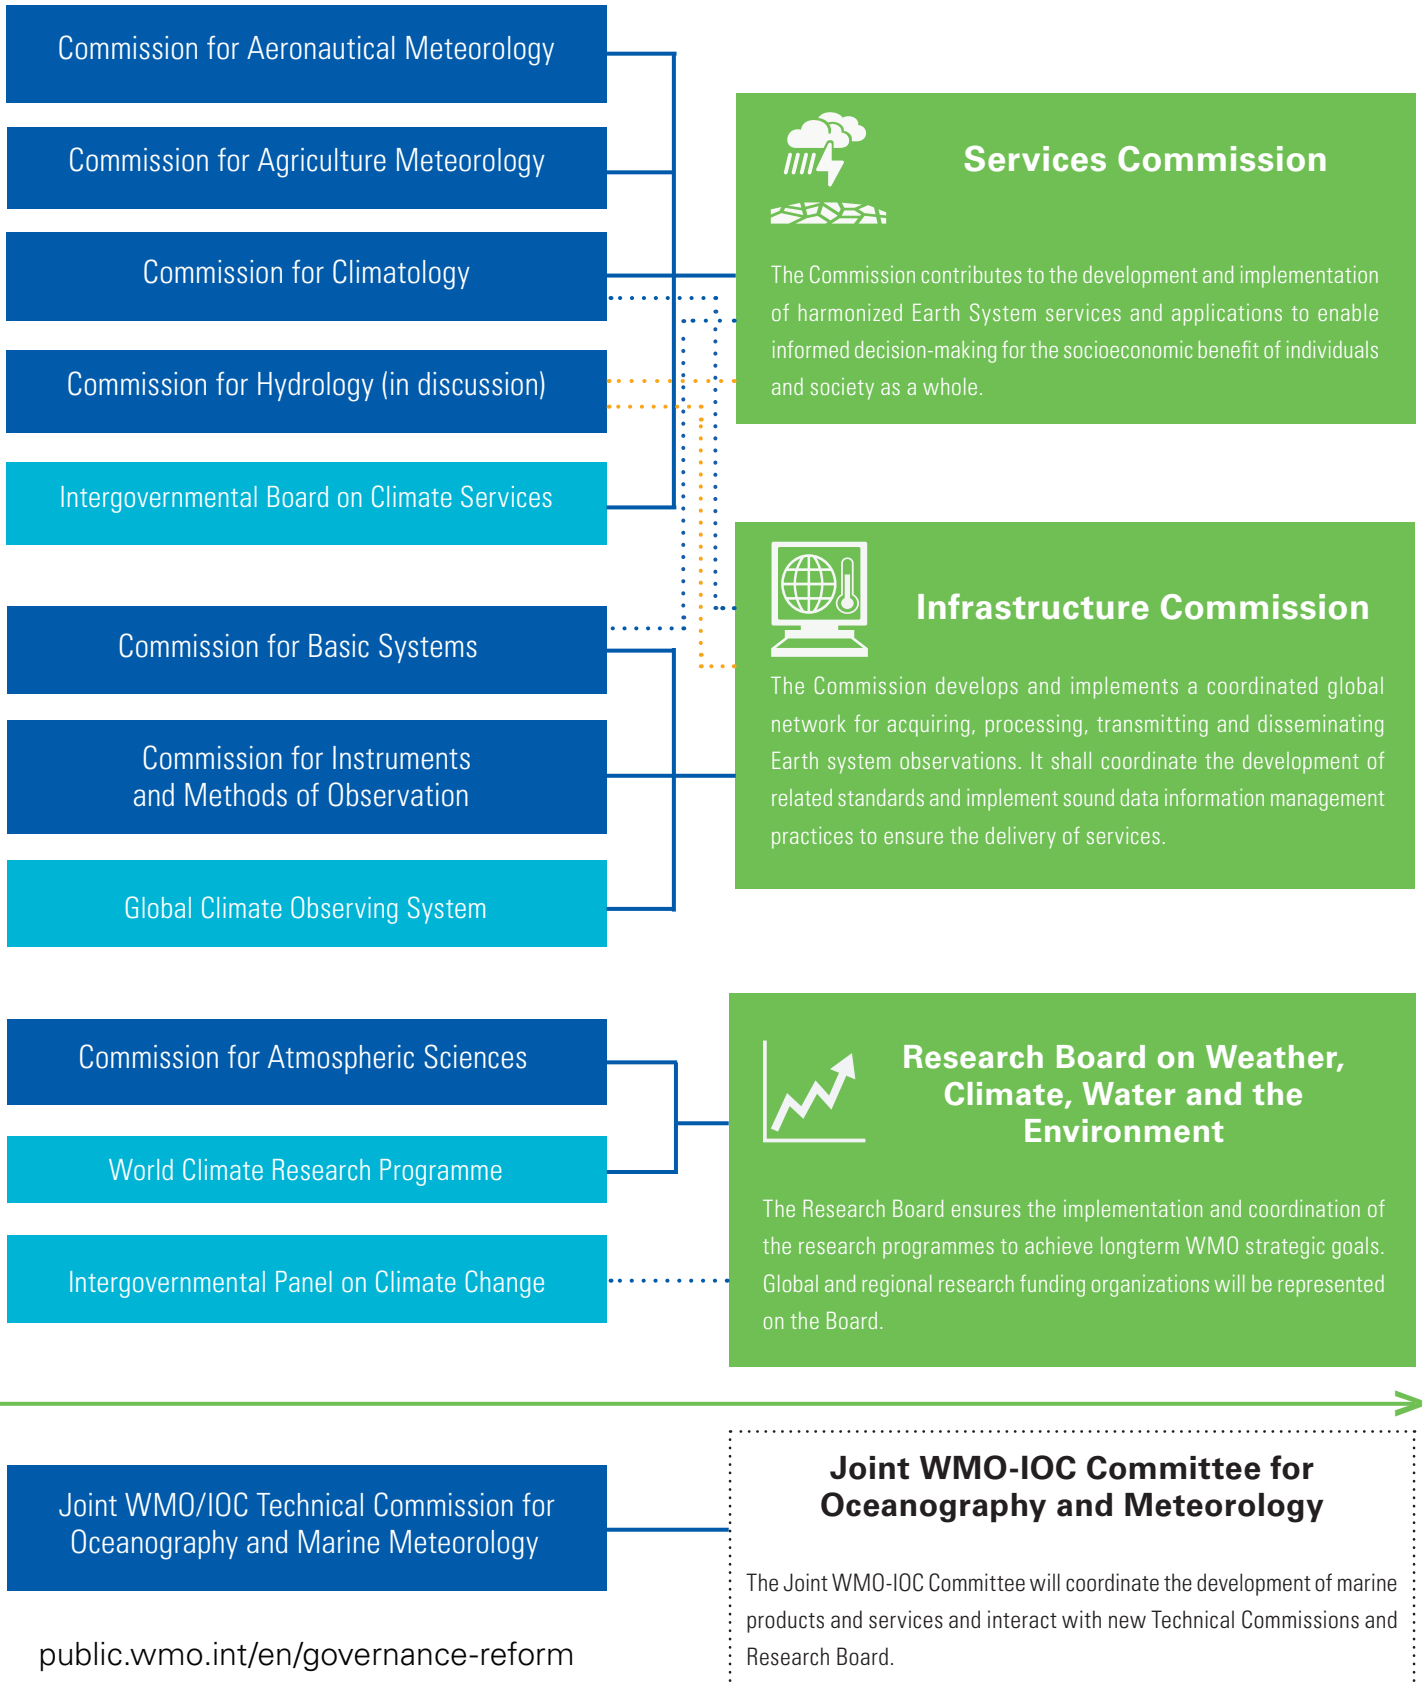 Commission for Aeronautical Meteorology
Commission for Agriculture Meteorology
Commission for Climatology
Commission for Hydrology (in discussion)
Intergovernmental Board on Climate Services
Services Commission
The Commission contributes to the development and implementation
of harmonized Earth System services and applications to enable
informed decision-making for the socioeconomic benefit of individuals
and society as a whole.
Commission for Basic Systems
Commission for Instruments
and Methods of Observation
Global Climate Observing System
Infrastructure Commission
The Commission develops and implements a coordinated global
network for acquiring, processing, transmitting and disseminating
Earth system observations. It shall coordinate the development of
related standards and implement sound data information management
practices to ensure the delivery of services.
Commission for Atmospheric Sciences
World Climate Research Programme
Intergovernmental Panel on Climate Change
Research Board on Weather,
Climate, Water and the
Environment
The Research Board ensures the implementation and coordination of
the research programmes to achieve longterm WMO strategic goals.
Global and regional research funding organizations will be represented
on the Board.
Joint WMO/IOC Technical Commission for
Oceanography and Marine Meteorology
Joint WMO-IOC Committee for
Oceanography and Meteorology
The Joint WMO-IOC Committee will coordinate the development of marine
products and services and interact with new Technical Commissions and
Research Board.
public.wmo.int/en/governance-reform